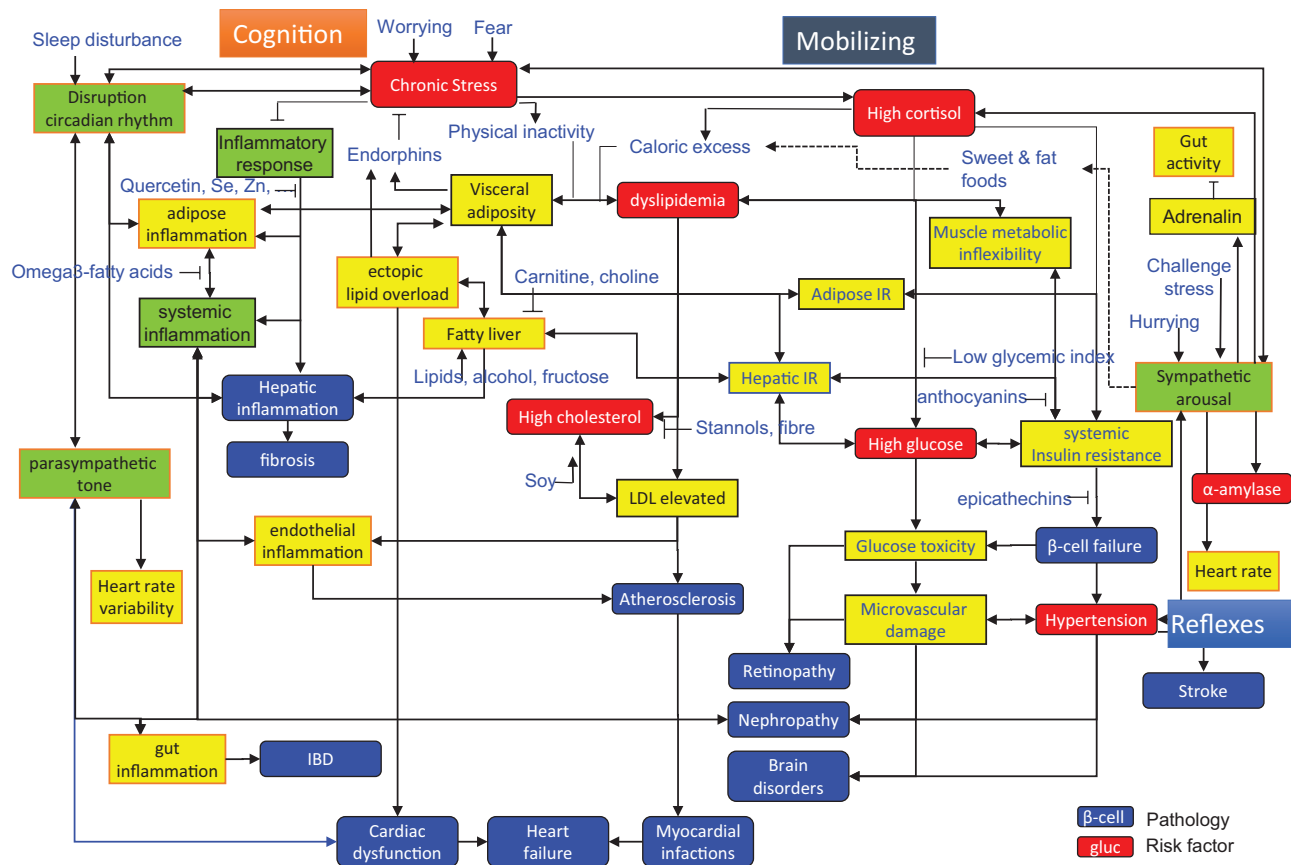 Cognition
Worrying
Fear
Mobilizing
Sleep disturbance
Chronic Stress
Disruption
circadian rhythm
High cortisol
Physical inactivity
Inflammatory
response
Endorphins
Caloric excess
Sweet & fat
foods
Gut
activity
Quercetin, Se, Zn,
Visceral
adiposity
dyslipidemia
Adrenalin
adipose
inflammation
Muscle metabolic
inflexibility
Omegaβ-fatty acids
ectopic
lipid overload
Carnitine, choline
Adipose IR
Challenge
stress
systemic
inflammation
Fatty liver
Hurrying
Low glycemic index
Lipids, alcohol, fructose
Hepatic IR
Sympathetic
arousal
Hepatic
inflammation
anthocyanins
High cholesterol
Stannols, fibre
High glucose
systemic
Insulin resistance
fibrosis
parasympathetic
tone
Soy
LDL elevated
epicathechins
α-amylase
endothelial
inflammation
Glucose toxicity
β-cell failure
Heart rate
Heart rate
variability
Atherosclerosis
Microvascular
damage
Hypertension
Reflexes
Retinopathy
Stroke
Nephropathy
gut
inflammation
IBD
Brain
disorders
Cardiac
dysfunction
Heart
failure
Myocardial
infactions
β-cell
Pathology
gluc
Risk factor